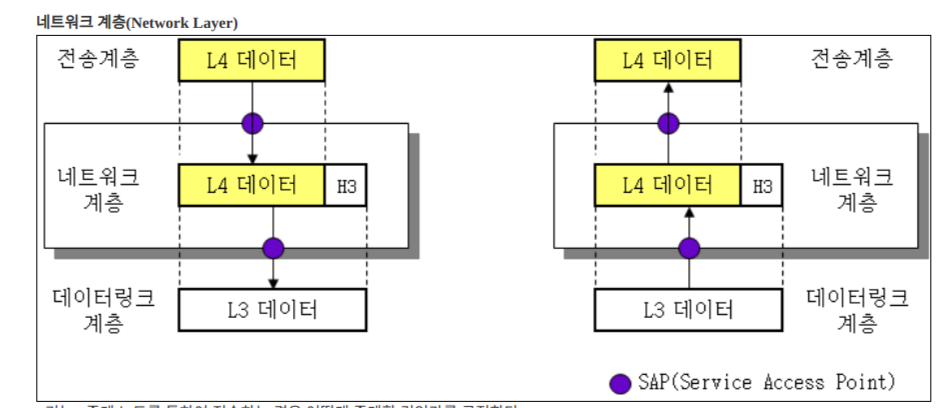 네트워크 계층(Network Layer)
전송계층
L4 데이터
L4 데이터
전송계층
네트워크
계층
L4 데이터
H3
L4 데이터
H3
네트워크
계층
데이터링크
계층
L3 데이터
L3 데이터
데이터링크
계층
SAP(Service Access Point)